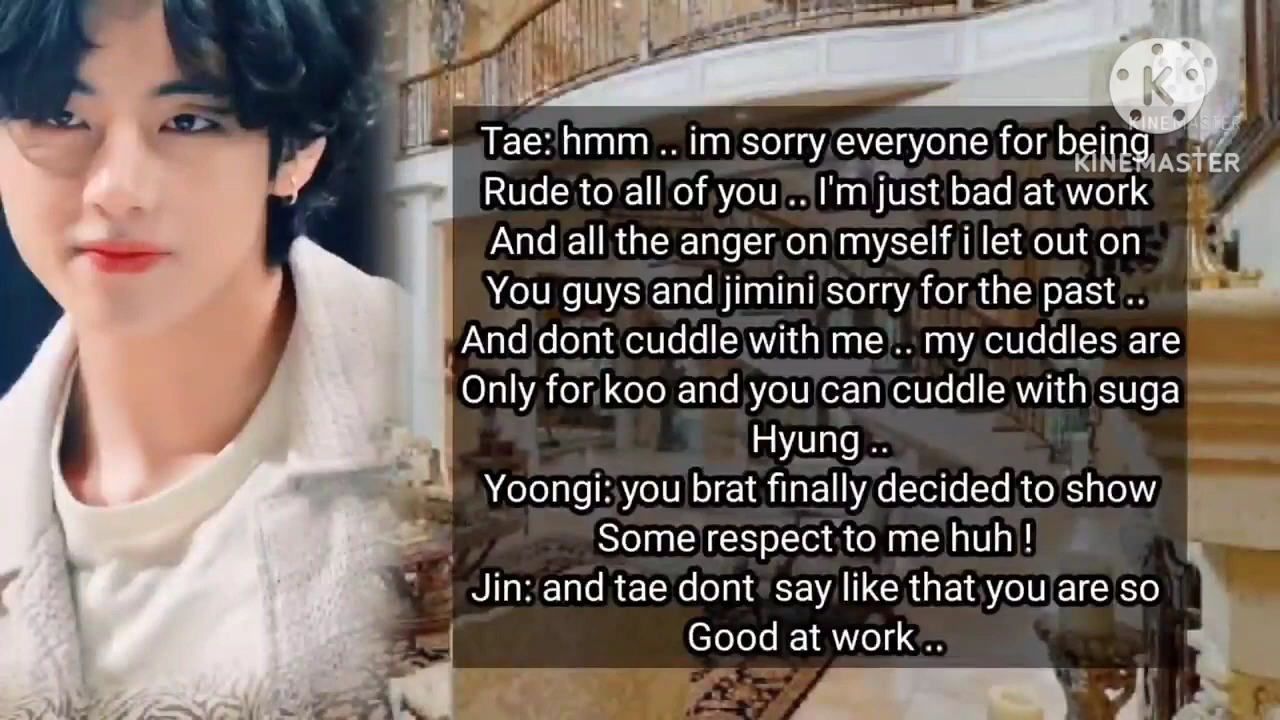 Tae: hmm .. im sorry everyone for being
Rude to all of you .. I'm just bad at work
And all the anger on myself i let out on
You guys and jimini sorry for the past ..
And dont cuddle with me .. my cuddles are
Only for koo and you can cuddle with suga
Hyung ..
Yoongi: you brat finally decided to show
Some respect to me huh !
Jin: and tae dont  say like that you are so
Good at work ..
K K
KINEMASTER
KINEMASTER